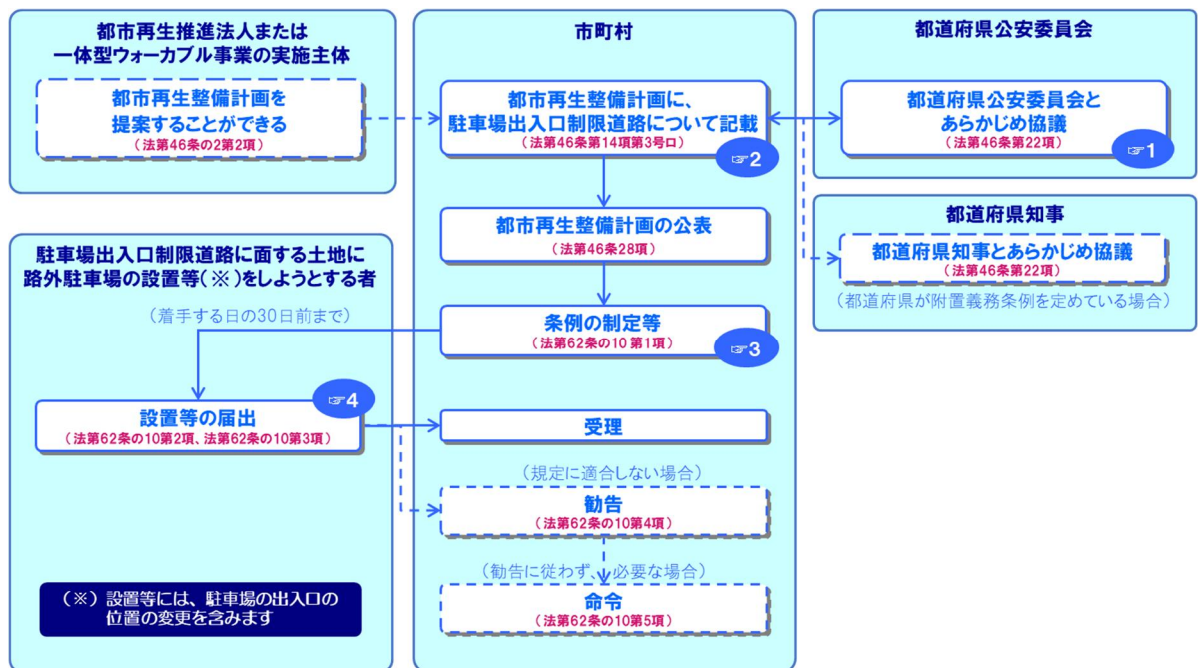 都市再生推進法人または
一体型ウォーカブル事業の実施主体
都市再生整備計画を
提案することができる
（法第46条の2第2項）
市町村
都市再生整備計画に、
駐車場出入口制限道路について記載
（法第46条第14項第3号ロ）
☞2
都道府県公安委員会
都道府県公安委員会と
あらかじめ協議
（法第46条第22項）
☞1
都市再生整備計画の公表
（法第46条28項）
都道府県知事
都道府県知事とあらかじめ協議
（法第46条第22項）
（都道府県が附置義務条例を定めている場合）
駐車場出入口制限道路に面する土地に
路外駐車場の設置等（※）をしようとする者
（着手する日の30日前まで）
条例の制定等
（法第62条の10 第1項）
☞3
設置等の届出
（法第62条の10第2項、法第62条の10第3項）
☞4
受理
（規定に適合しない場合）
勧告
（法第62条の10第4項）
（勧告に従わず、必要な場合）
命令
（法第62条の10第5項）
（※）設置等には、駐車場の出入口の
位置の変更を含みます